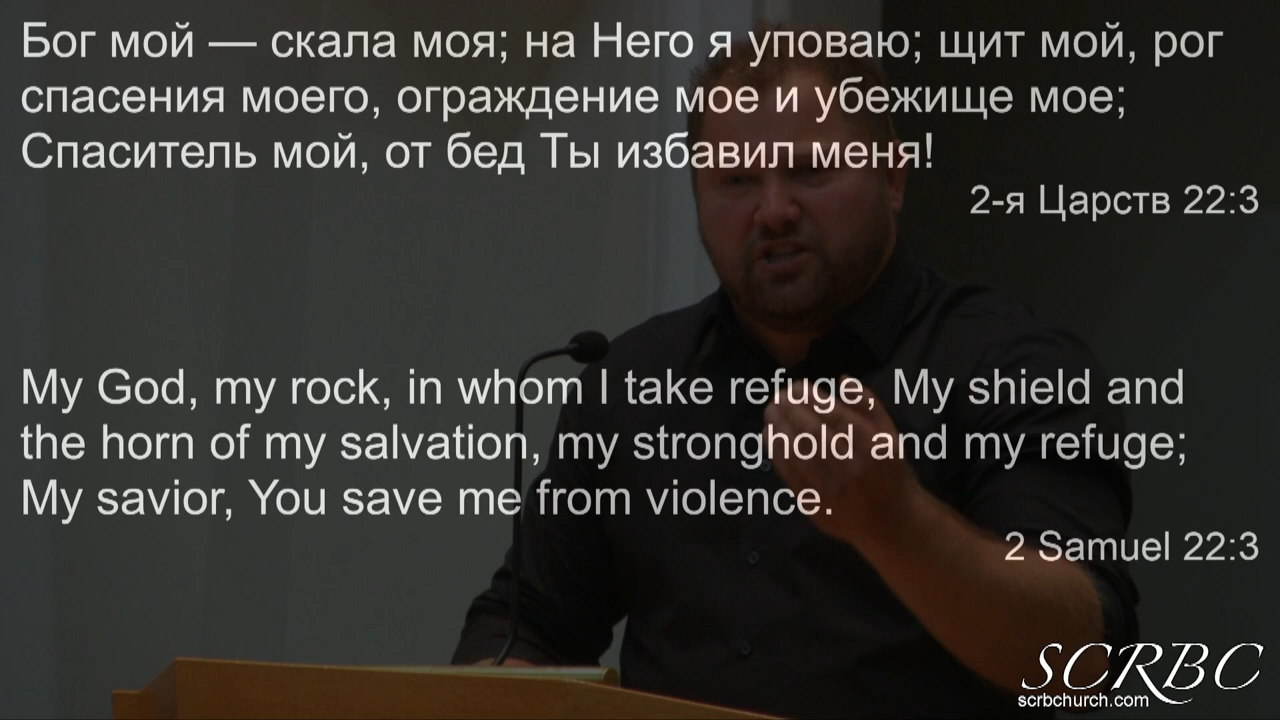 Бог мой — скала моя; на Него я уповаю; щит мой, рог
спасения моего, ограждение мое и убежище мое;
Спаситель мой, от бед Ты избавил меня!
2-я Царств 22:3
My God, my rock, in whom I take refuge, My shield and
the horn of my salvation, my stronghold and my refuge;
My savior, You save me from violence.
2 Samuel 22:3
SCRBC
scrbchurch.com